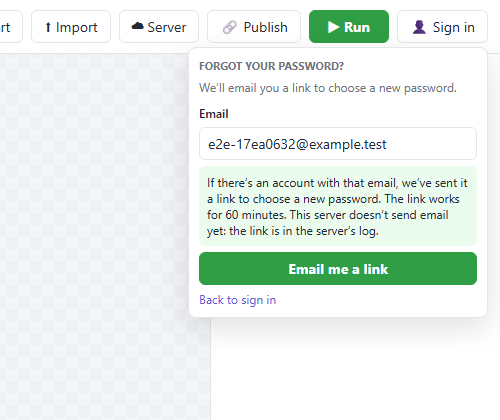 rt Import Server Publish Run Sign in
FORGOT YOUR PASSWORD?
We'll email you a link to choose a new password.
Email
e2e-17ea0632@example.test
If there's an account with that email, we've sent it
a link to choose a new password. The link works
for 60 minutes. This server doesn't send email
yet: the link is in the server's log.
Email me a link
Back to sign in